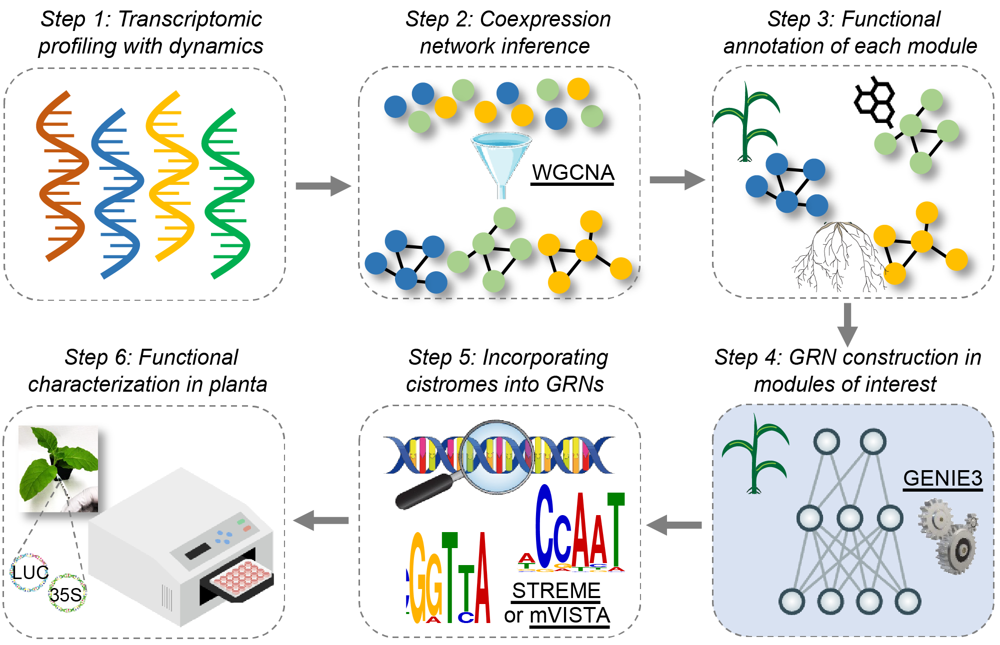 Step 1: Transcriptomic
profiling with dynamics
Step 2: Coexpression
network inference
WGCNA
Step 3: Functional
annotation of each module
Step 4: GRN construction in
modules of interest
GENIE3
Step 5: Incorporating
cistromes into GRNs
CCAAT
GGTTA
STREME
or mVISTA
Step 6: Functional
characterization in planta
LUC
35S